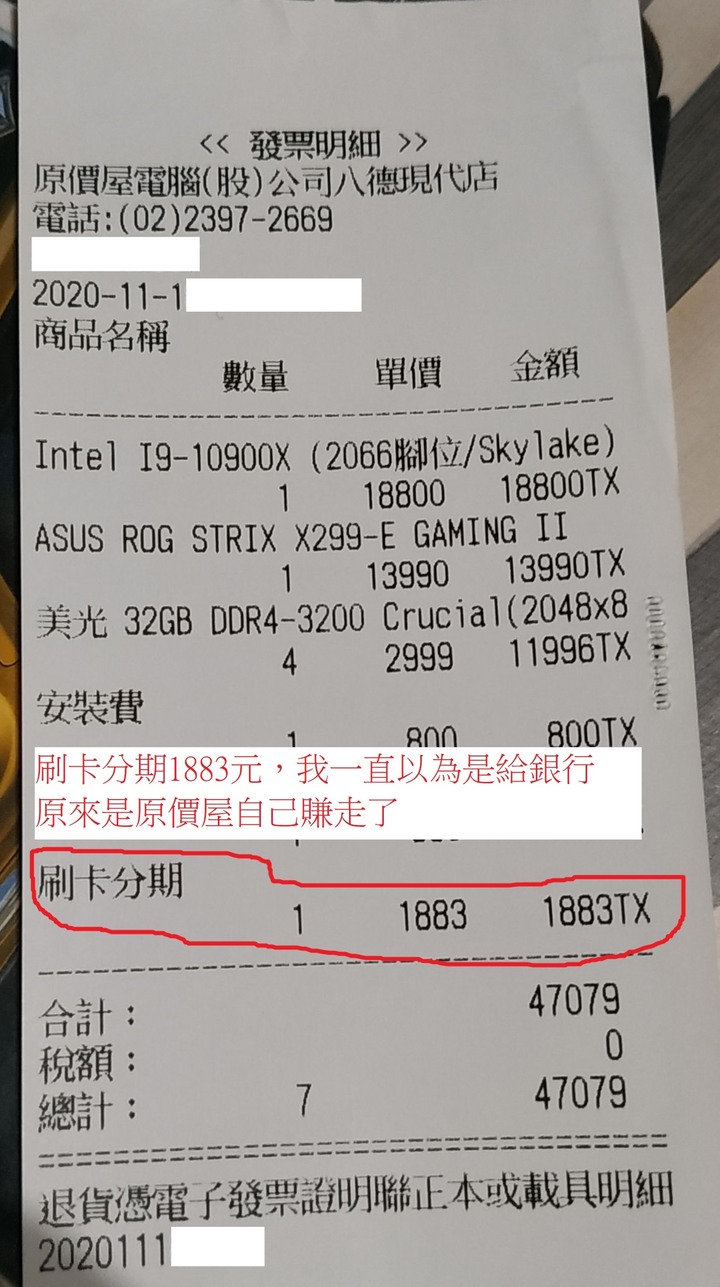 << 發票明細 >>
原價屋電腦(股)公司八德現代店
電話:(02)2397-2669
2020-11-1
商品名稱
數量 單價 金額
Intel I9-10900X (2066腳位/Skylake)
1 18800 18800TX
ASUS ROG STRIX X299-E GAMING II
1 13990 13990TX
美光 32GB DDR4-3200 Crucial(2048x8
4 2999 11996TX
安裝費
1 800 800TX
刷卡分期1883元，我一直以為是給銀行
原來是原價屋自己賺走了
刷卡分期
1 1883 1883TX
合計： 47079
稅額： 0
總計： 7 47079
退貨憑電子發票證明聯正本或載具明細
2020111